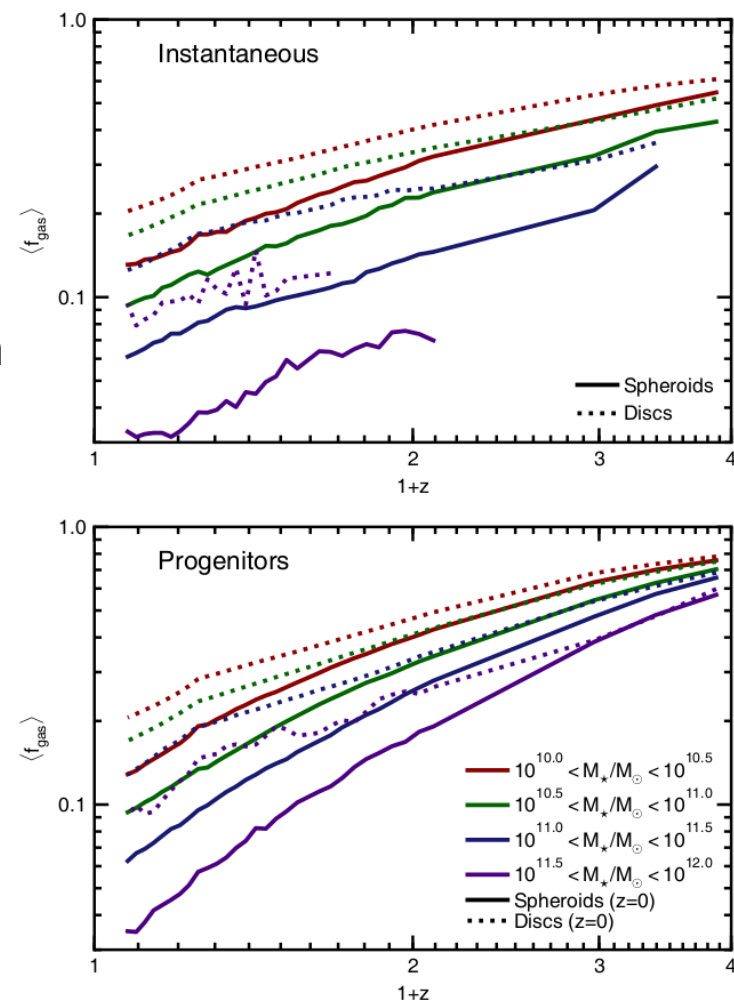 1.0
Instantaneous
⟨f_gas⟩
0.1
Spheroids
Discs
1 2 3 4
1+z
1.0
Progenitors
⟨f_gas⟩
0.1
10^10.0 < M⋆/M☉ < 10^10.5
10^10.5 < M⋆/M☉ < 10^11.0
10^11.0 < M⋆/M☉ < 10^11.5
10^11.5 < M⋆/M☉ < 10^12.0
Spheroids (z=0)
Discs (z=0)
1 2 3 4
1+z